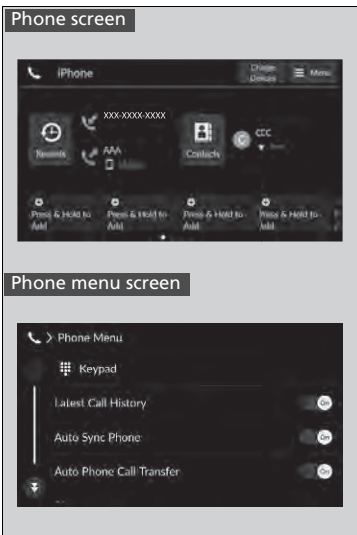 Phone screen
iPhone
Change Devices
Menu
XXX-XXXX-XXXX
AAA
Recents
Contacts
C
CCC
Press & Hold to Add
Press & Hold to Add
Press & Hold to Add
Press & Hold to Add
Phone menu screen
> Phone Menu
Keypad
Latest Call History
On
Auto Sync Phone
On
Auto Phone Call Transfer
On